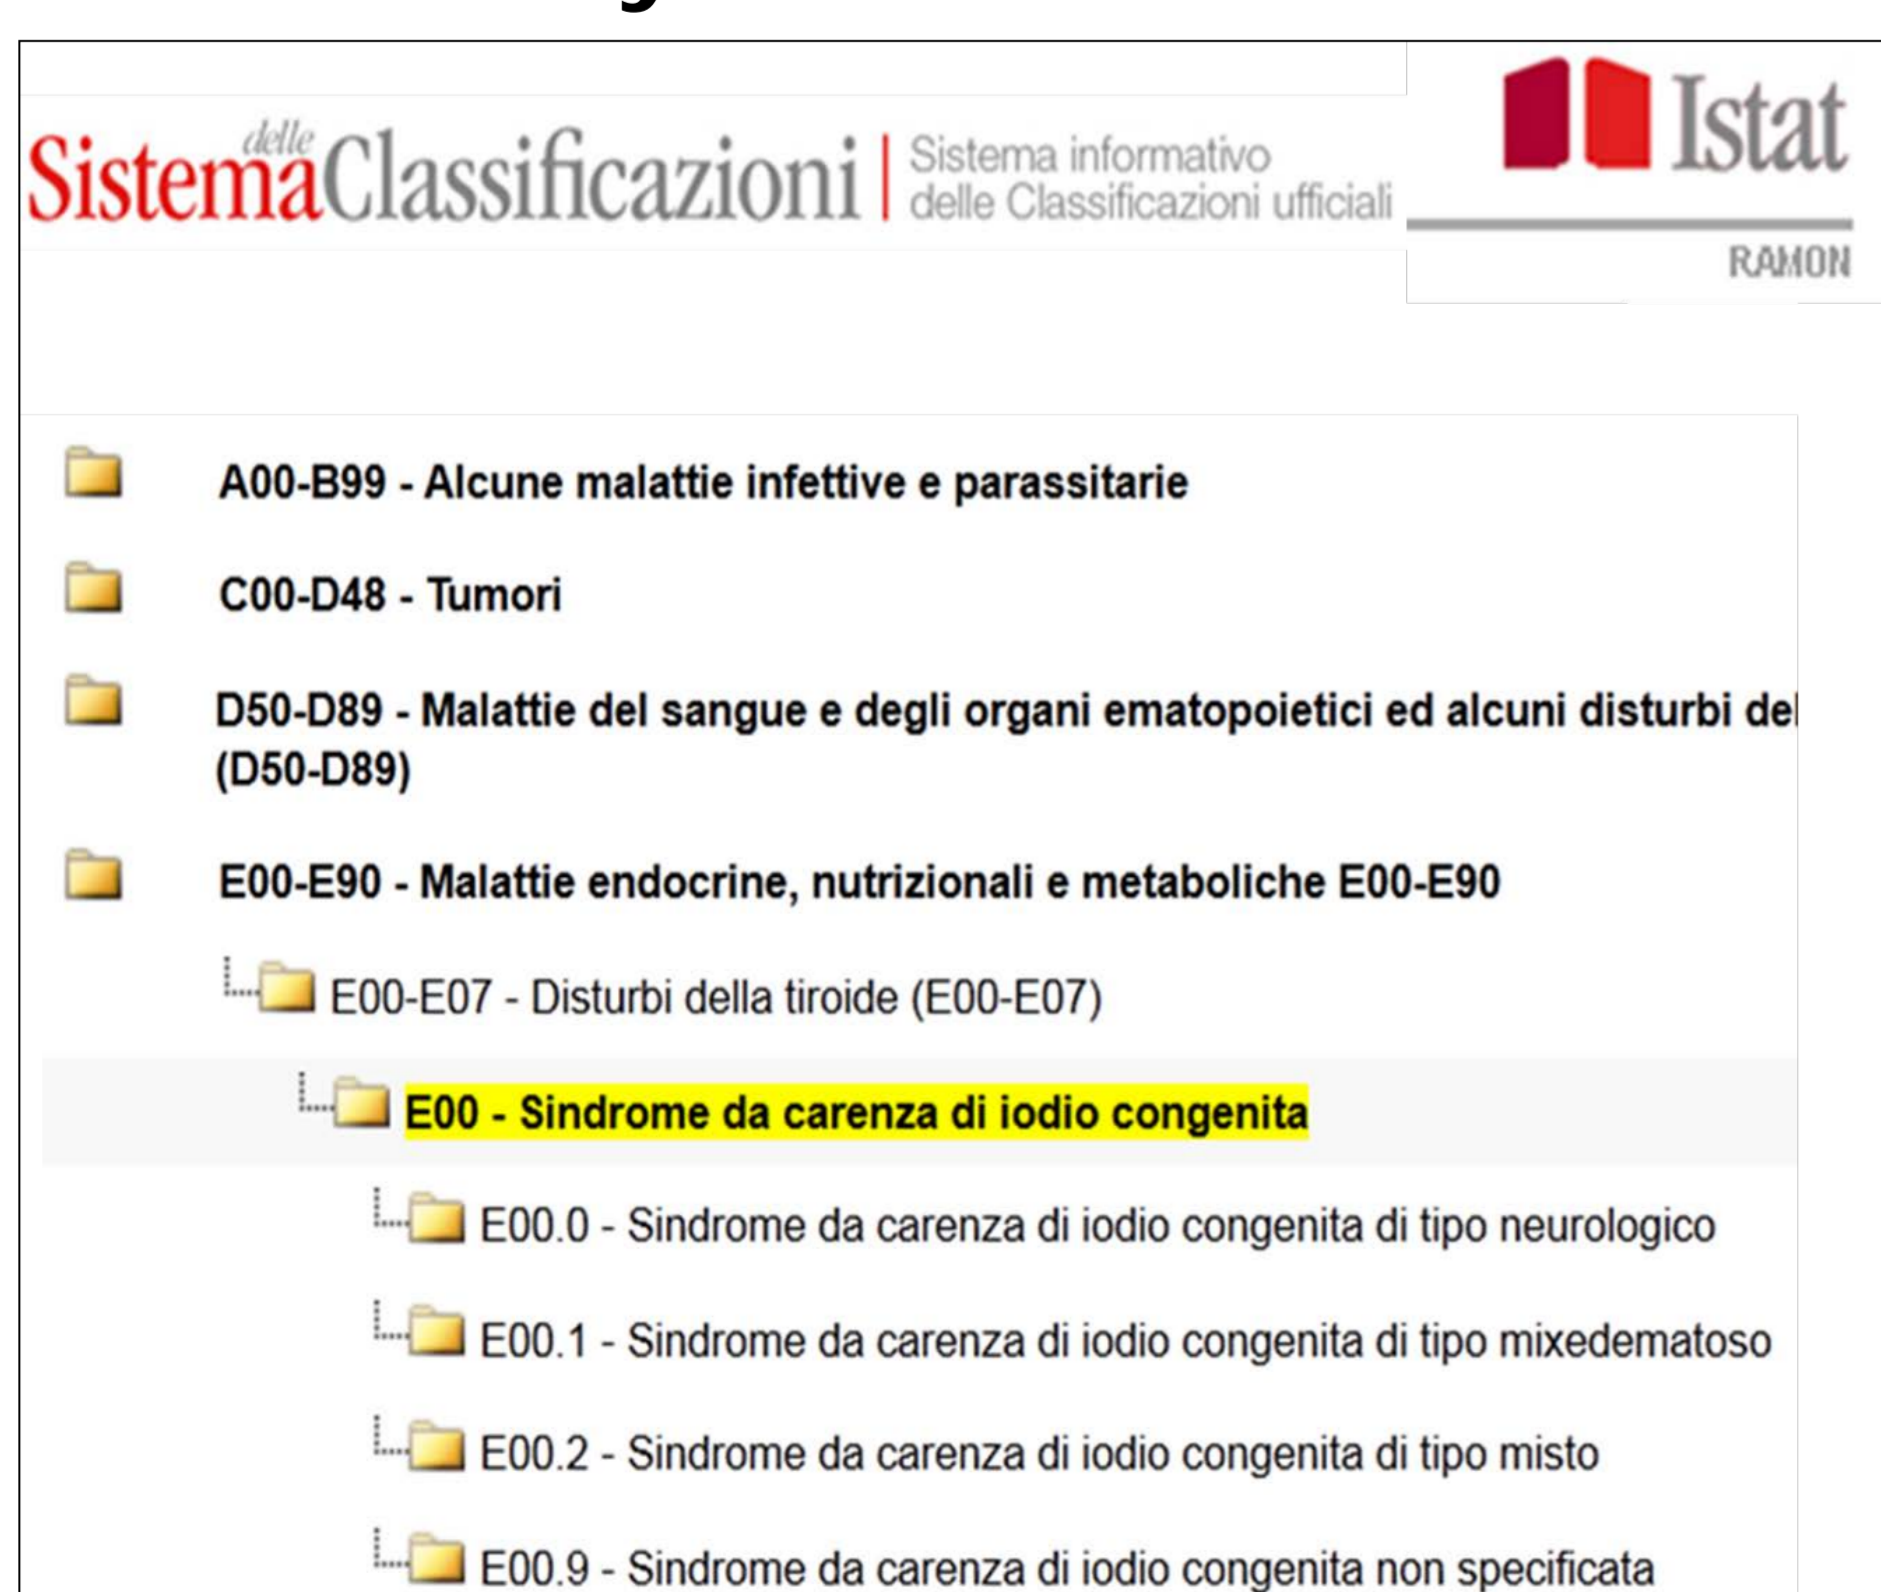 Sistema delle Classificazioni | Sistema informativo
delle Classificazioni ufficiali
Istat
RAMON
A00-B99 - Alcune malattie infettive e parassitarie
C00-D48 - Tumori
D50-D89 - Malattie del sangue e degli organi ematopoietici ed alcuni disturbi del
(D50-D89)
E00-E90 - Malattie endocrine, nutrizionali e metaboliche E00-E90
E00-E07 - Disturbi della tiroide (E00-E07)
E00 - Sindrome da carenza di iodio congenita
E00.0 - Sindrome da carenza di iodio congenita di tipo neurologico
E00.1 - Sindrome da carenza di iodio congenita di tipo mixedematoso
E00.2 - Sindrome da carenza di iodio congenita di tipo misto
E00.9 - Sindrome da carenza di iodio congenita non specificata